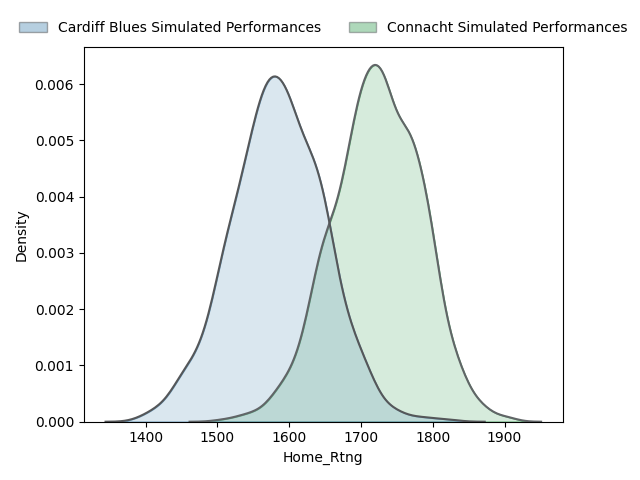 Cardiff Blues Simulated Performances Connacht Simulated Performances
0.006
0.005
0.004
0.003
0.002
0.001
0.000
Density
1400 1500 1600 1700 1800 1900
Home_Rtng